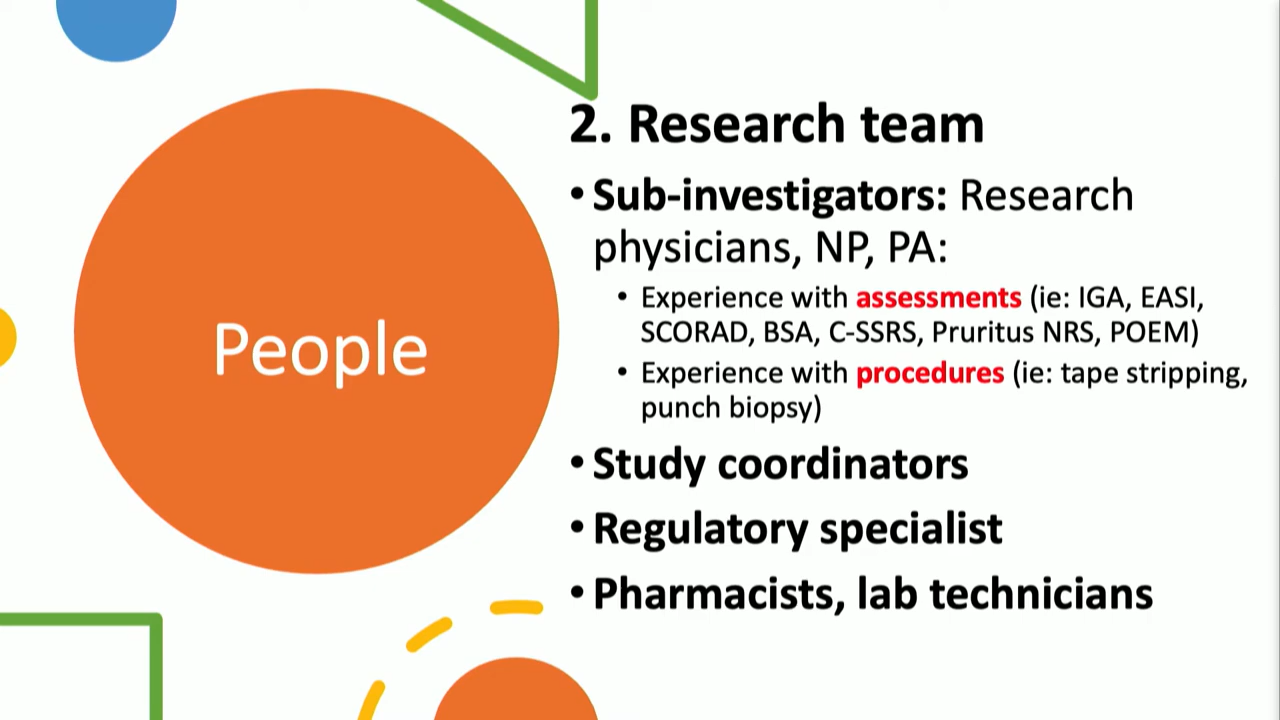 People
2. Research team
• Sub-investigators: Research
physicians, NP, PA:
• Experience with assessments (ie: IGA, EASI,
SCORAD, BSA, C-SSRS, Pruritus NRS, POEM)
• Experience with procedures (ie: tape stripping,
punch biopsy)
• Study coordinators
• Regulatory specialist
• Pharmacists, lab technicians